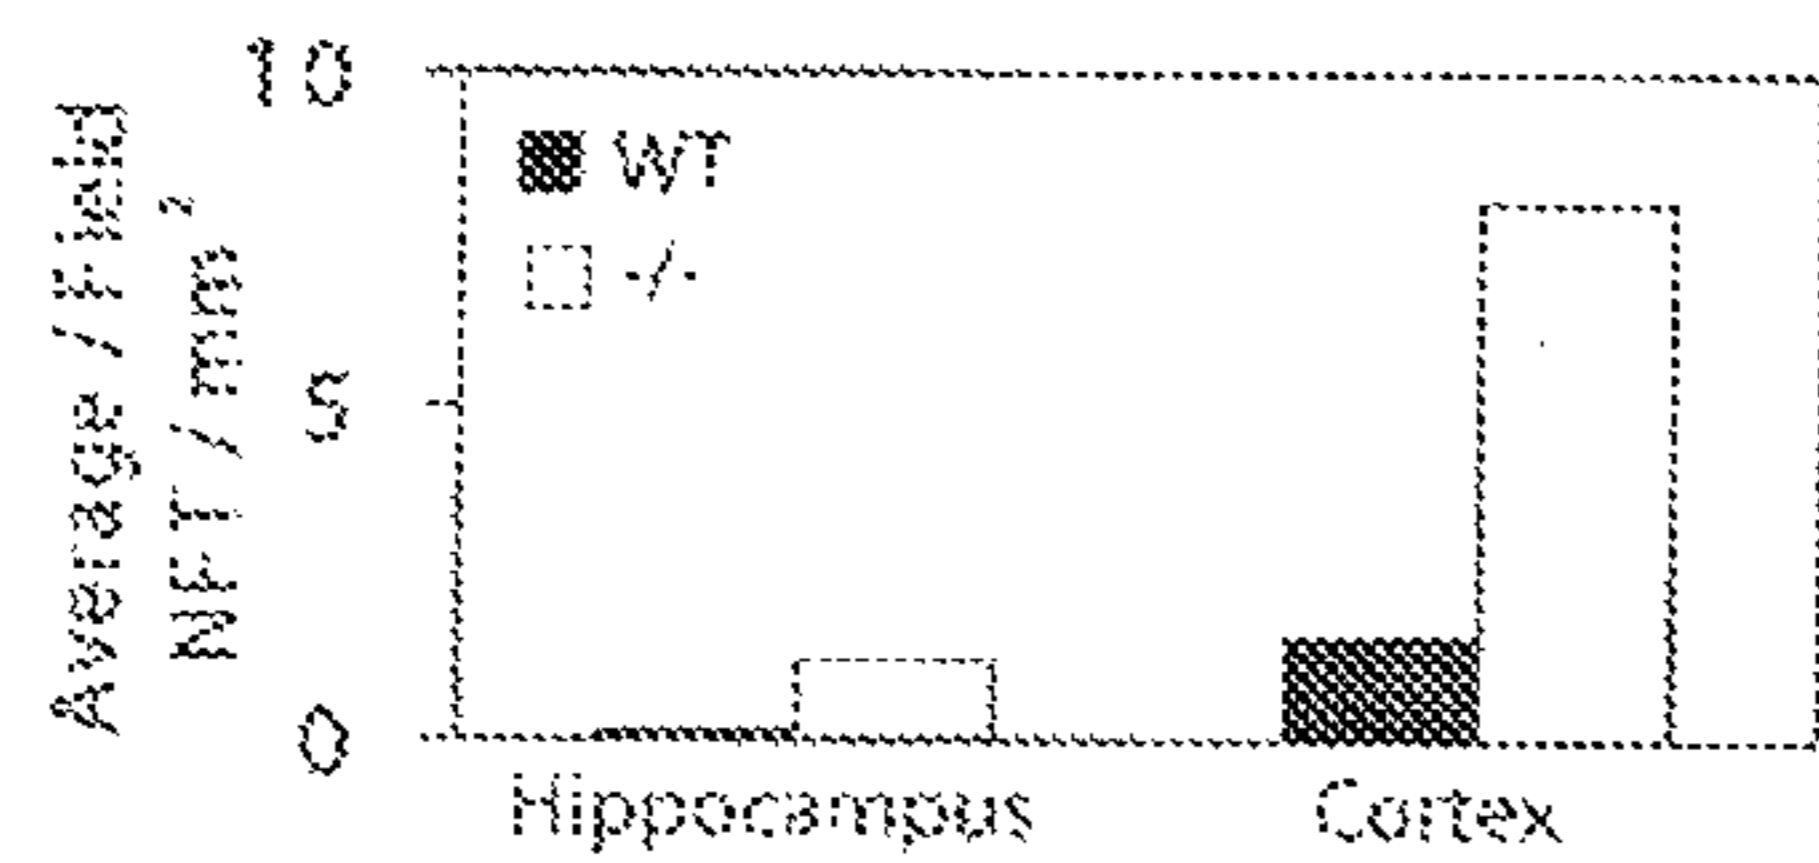 Average / Field
NFT / mm²
10
5
0
WT
-/-
Hippocampus
Cortex